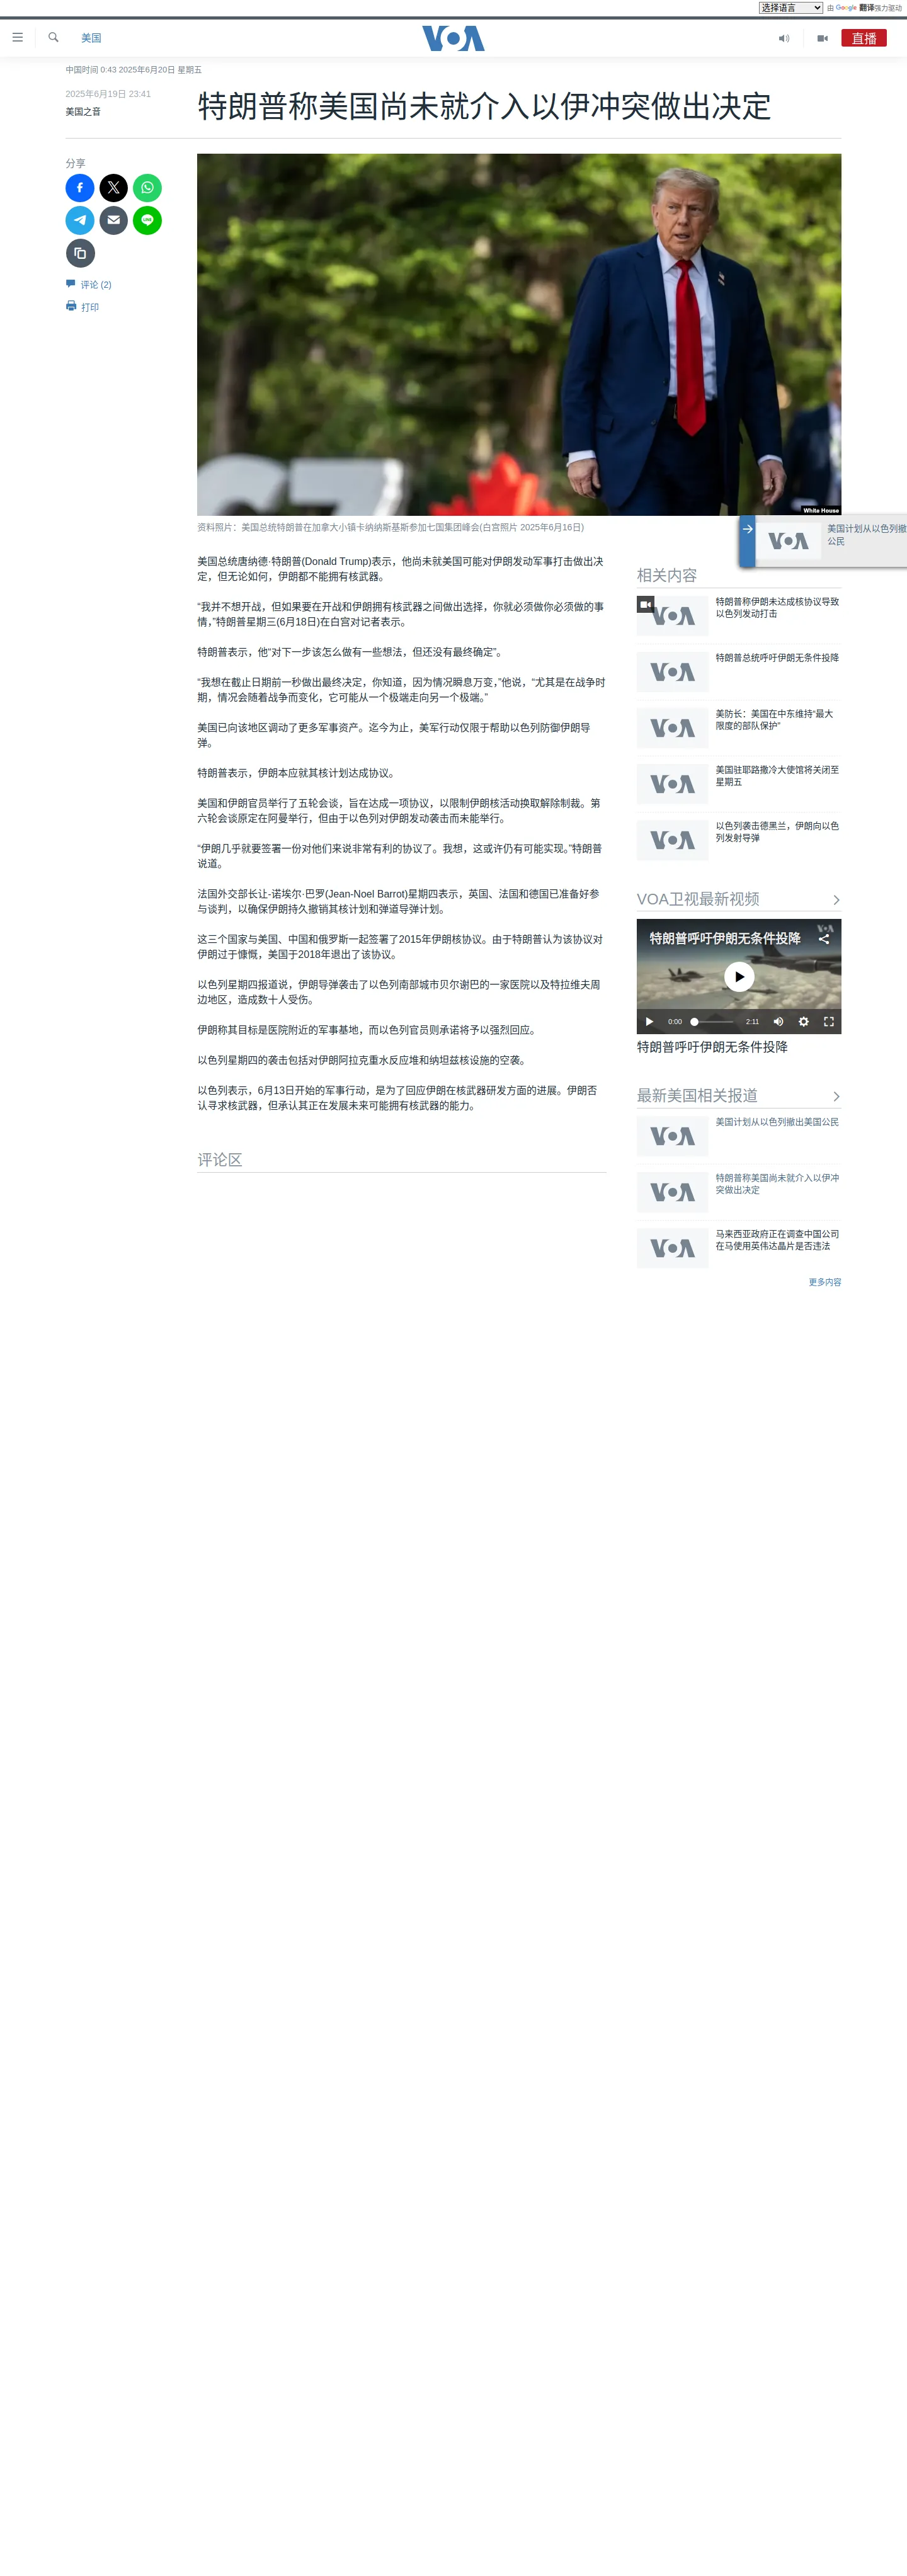 选择语言
由 Google 翻译强力驱动
美国
VOA
直播
中国时间 0:43 2025年6月20日 星期五
2025年6月19日 23:41
美国之音
特朗普称美国尚未就介入以伊冲突做出决定
分享
LINE
评论 (2)
打印
White House
资料照片：美国总统特朗普在加拿大小镇卡纳纳斯基斯参加七国集团峰会(白宫照片 2025年6月16日)
美国计划从以色列撤
公民
美国总统唐纳德·特朗普(Donald Trump)表示，他尚未就美国可能对伊朗发动军事打击做出决
定，但无论如何，伊朗都不能拥有核武器。
“我并不想开战，但如果要在开战和伊朗拥有核武器之间做出选择，你就必须做你必须做的事
情，”特朗普星期三(6月18日)在白宫对记者表示。
特朗普表示，他“对下一步该怎么做有一些想法，但还没有最终确定”。
“我想在截止日期前一秒做出最终决定，你知道，因为情况瞬息万变，”他说，“尤其是在战争时
期，情况会随着战争而变化，它可能从一个极端走向另一个极端。”
美国已向该地区调动了更多军事资产。迄今为止，美军行动仅限于帮助以色列防御伊朗导
弹。
特朗普表示，伊朗本应就其核计划达成协议。
美国和伊朗官员举行了五轮会谈，旨在达成一项协议，以限制伊朗核活动换取解除制裁。第
六轮会谈原定在阿曼举行，但由于以色列对伊朗发动袭击而未能举行。
“伊朗几乎就要签署一份对他们来说非常有利的协议了。我想，这或许仍有可能实现。”特朗普
说道。
法国外交部长让-诺埃尔·巴罗(Jean-Noel Barrot)星期四表示，英国、法国和德国已准备好参
与谈判，以确保伊朗持久撤销其核计划和弹道导弹计划。
这三个国家与美国、中国和俄罗斯一起签署了2015年伊朗核协议。由于特朗普认为该协议对
伊朗过于慷慨，美国于2018年退出了该协议。
以色列星期四报道说，伊朗导弹袭击了以色列南部城市贝尔谢巴的一家医院以及特拉维夫周
边地区，造成数十人受伤。
伊朗称其目标是医院附近的军事基地，而以色列官员则承诺将予以强烈回应。
以色列星期四的袭击包括对伊朗阿拉克重水反应堆和纳坦兹核设施的空袭。
以色列表示，6月13日开始的军事行动，是为了回应伊朗在核武器研发方面的进展。伊朗否
认寻求核武器，但承认其正在发展未来可能拥有核武器的能力。
评论区
相关内容
VOA
特朗普称伊朗未达成核协议导致
以色列发动打击
VOA
特朗普总统呼吁伊朗无条件投降
VOA
美防长：美国在中东维持“最大
限度的部队保护”
VOA
美国驻耶路撒冷大使馆将关闭至
星期五
VOA
以色列袭击德黑兰，伊朗向以色
列发射导弹
VOA卫视最新视频
VOA
特朗普呼吁伊朗无条件投降
0:00
2:11
特朗普呼吁伊朗无条件投降
最新美国相关报道
VOA
美国计划从以色列撤出美国公民
VOA
特朗普称美国尚未就介入以伊冲
突做出决定
VOA
马来西亚政府正在调查中国公司
在马使用英伟达晶片是否违法
更多内容